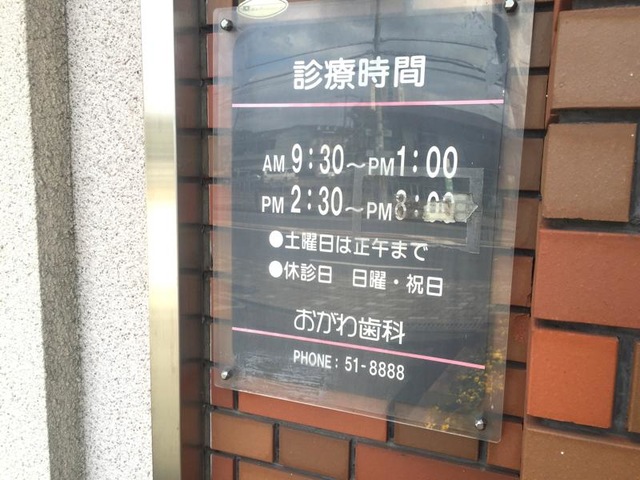 診療時間
AM 9:30～PM1:00
PM 2:30～PM8:00
●土曜日は正午まで
●休診日 日曜・祝日
おがわ歯科
PHONE: 51-8888